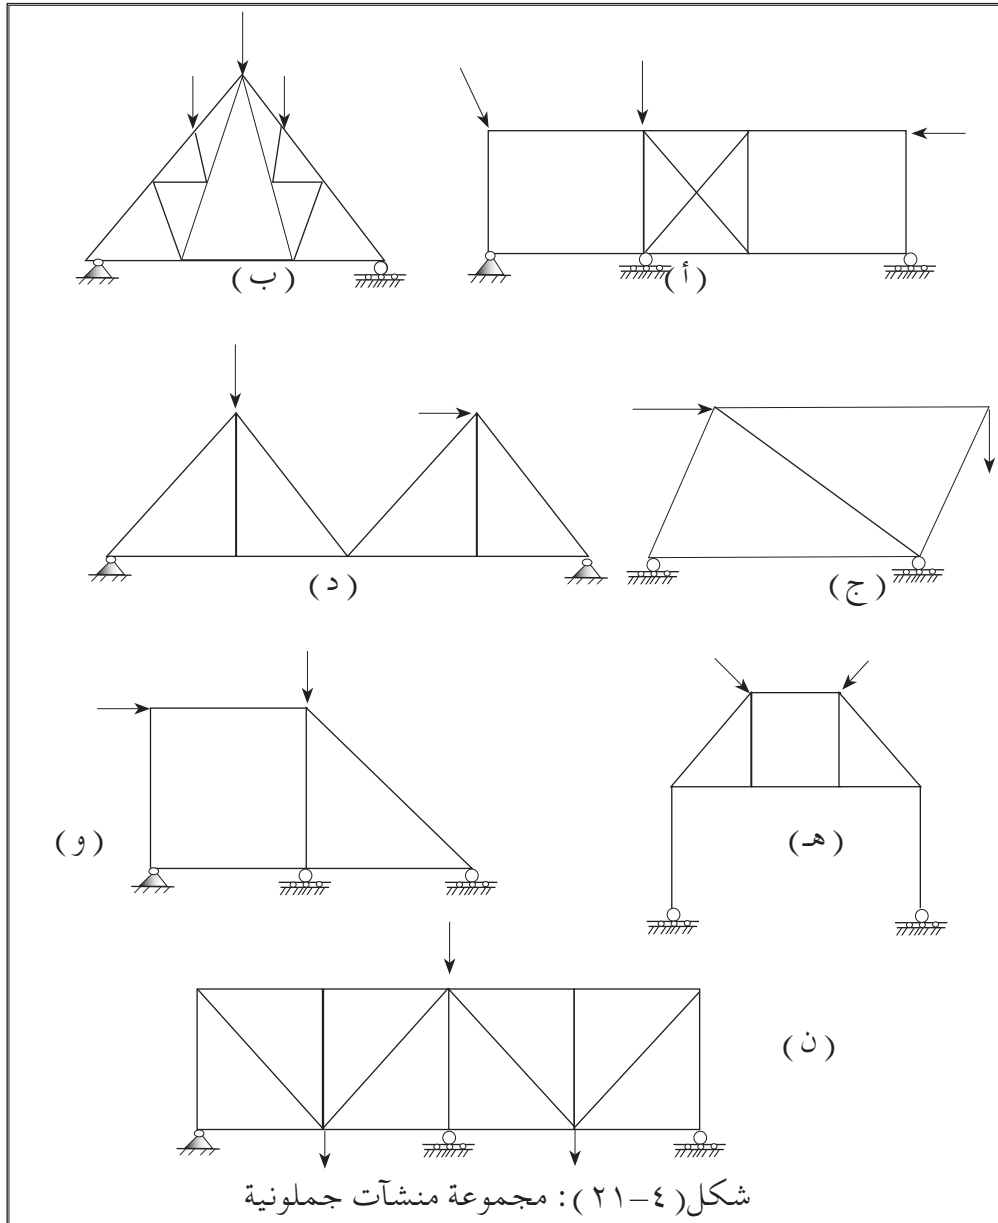 (أ)
(ب)
(ج)
(د)
(هـ)
(و)
(ن)
شكل(٤-٢١): مجموعة منشآت جملونية